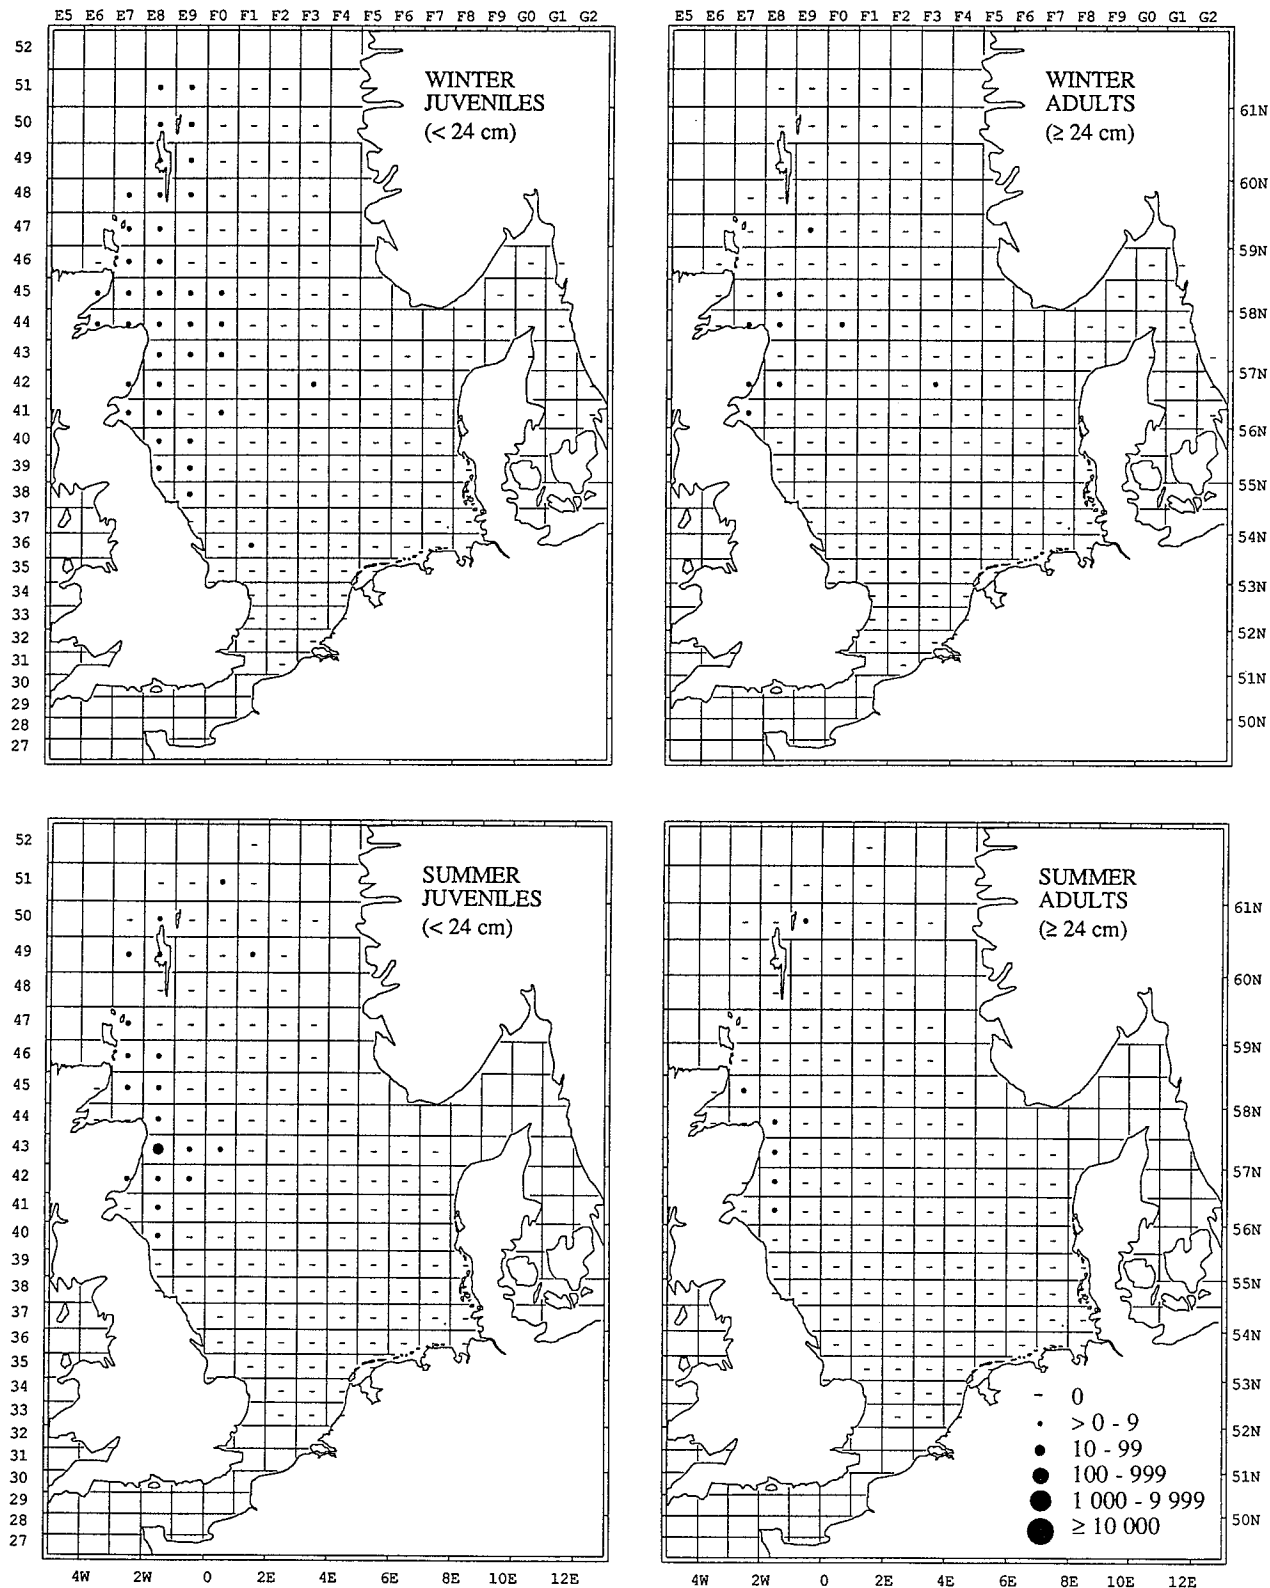 E5 E6 E7 E8 E9 F0 F1 F2 F3 F4 F5 F6 F7 F8 F9 G0 G1 G2
E5 E6 E7 E8 E9 F0 F1 F2 F3 F4 F5 F6 F7 F8 F9 G0 G1 G2
52
51
50
49
48
47
46
45
44
43
42
41
40
39
38
37
36
35
34
33
32
31
30
29
28
27
WINTER
JUVENILES
(< 24 cm)
WINTER
ADULTS
(≥ 24 cm)
61N
60N
59N
58N
57N
56N
55N
54N
53N
52N
51N
50N
52
51
50
49
48
47
46
45
44
43
42
41
40
39
38
37
36
35
34
33
32
31
30
29
28
27
SUMMER
JUVENILES
(< 24 cm)
4W 2W 0 2E 4E 6E 8E 10E 12E
SUMMER
ADULTS
(≥ 24 cm)
- 0
> 0 - 9
10 - 99
100 - 999
1 000 - 9 999
≥ 10 000
61N
60N
59N
58N
57N
56N
55N
54N
53N
52N
51N
50N
4W 2W 0 2E 4E 6E 8E 10E 12E